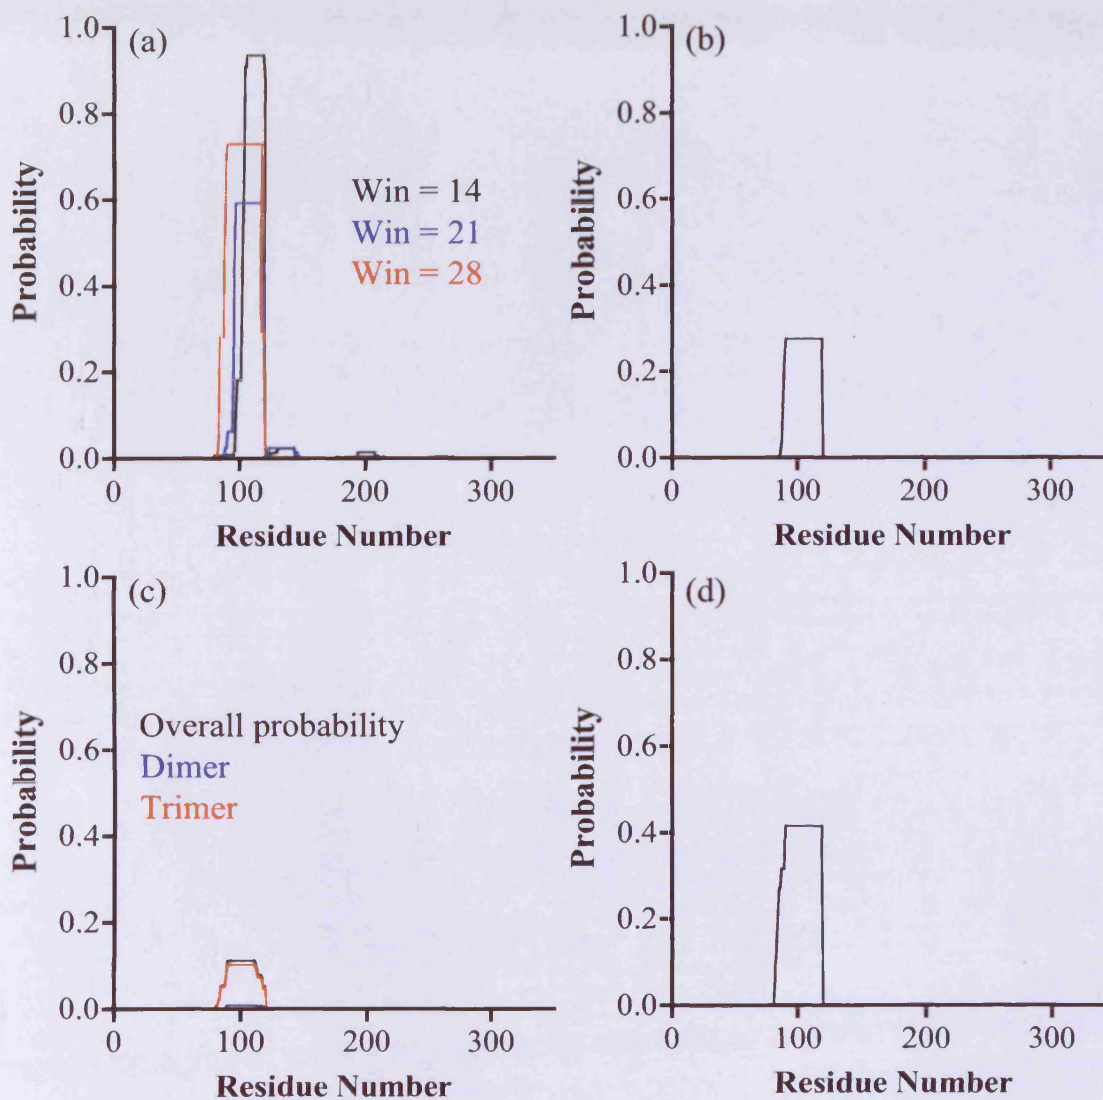 (a)
1.0
0.8
0.6
0.4
0.2
0.0
Probability
Win = 14
Win = 21
Win = 28
0
100
200
300
Residue Number
(b)
1.0
0.8
0.6
0.4
0.2
0.0
Probability
0
100
200
300
Residue Number
(c)
1.0
0.8
0.6
0.4
0.2
0.0
Probability
Overall probability
Dimer
Trimer
0
100
200
300
Residue Number
(d)
1.0
0.8
0.6
0.4
0.2
0.0
Probability
0
100
200
300
Residue Number